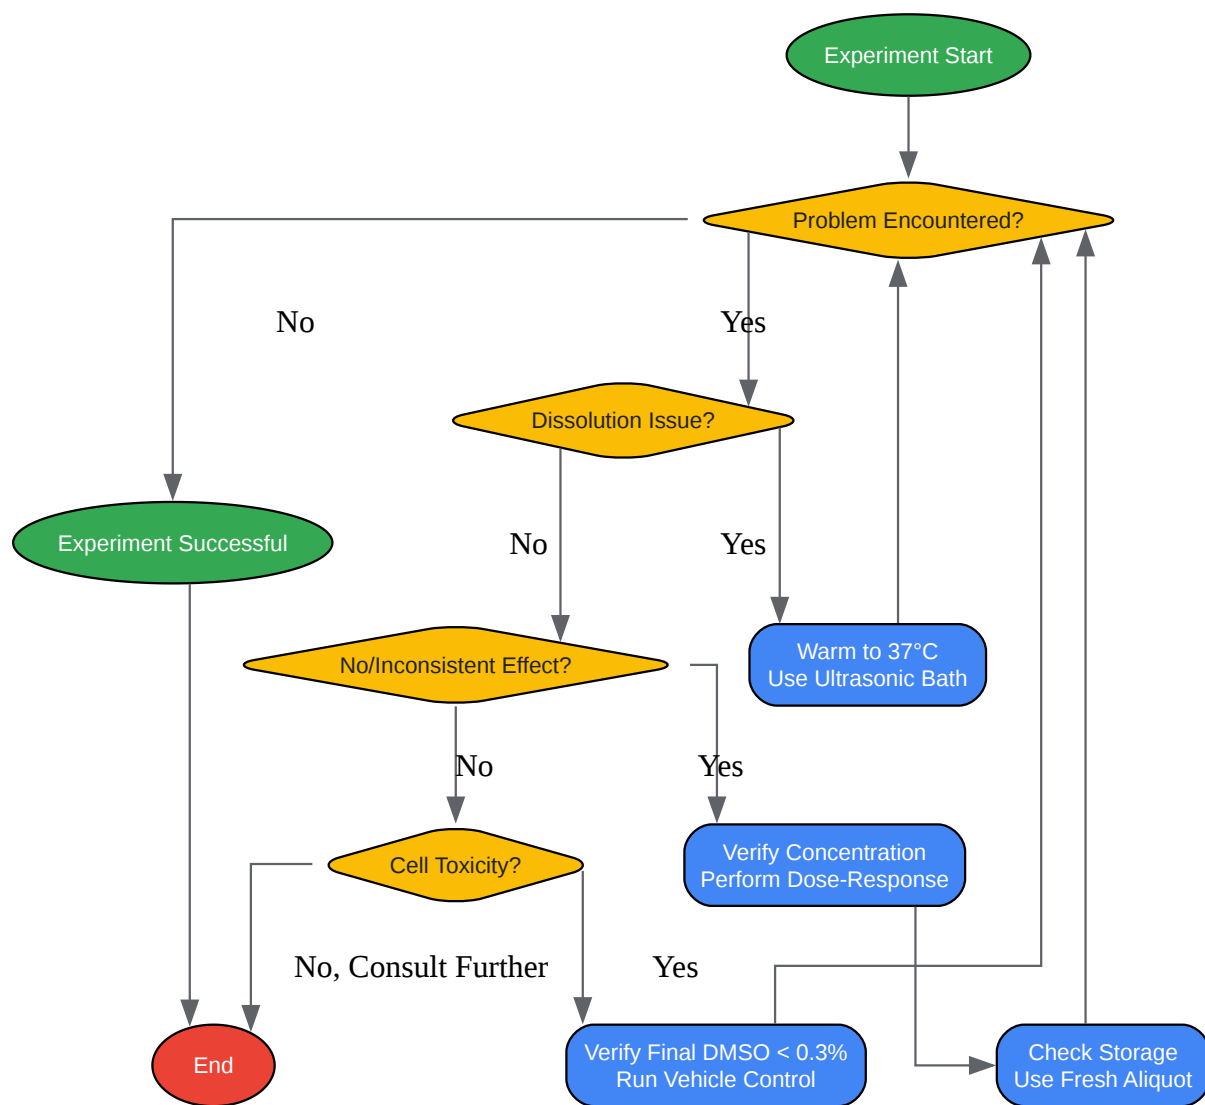 Experiment Start
Problem Encountered?
No
Yes
Dissolution Issue?
Experiment Successful
No
Yes
No/Inconsistent Effect?
Warm to 37°C
Use Ultrasonic Bath
No
Yes
Cell Toxicity?
Verify Concentration
Perform Dose-Response
No, Consult Further
Yes
End
Verify Final DMSO < 0.3%
Run Vehicle Control
Check Storage
Use Fresh Aliquot